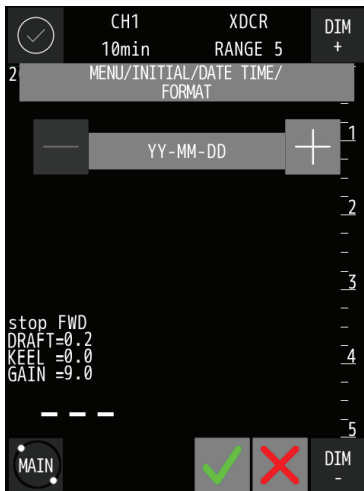 CH1 XDCR DIM
10min RANGE 5 +
2
MENU/INITIAL/DATE TIME/
FORMAT
— YY-MM-DD +
1
2
3
stop FWD
DRAFT=0.2
KEEL =0.0
4
GAIN =9.0
– – –
5
MAIN DIM
-